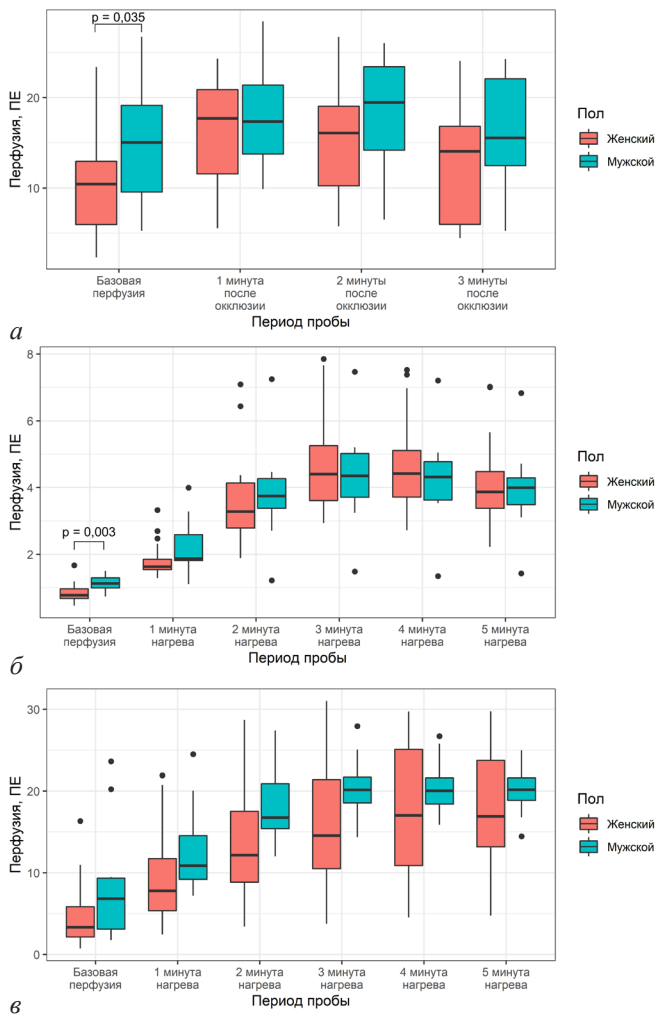 p = 0,035
Перфузия, ПЕ
20
10
Базовая перфузия
1 минута после окклюзии
2 минуты после окклюзии
3 минуты после окклюзии
Период пробы
Пол
Женский
Мужской
а
8
6
4
2
p = 0,003
Перфузия, ПЕ
Базовая перфузия
1 минута нагрева
2 минута нагрева
3 минута нагрева
4 минута нагрева
5 минута нагрева
Период пробы
Пол
Женский
Мужской
б
30
20
10
0
Перфузия, ПЕ
Базовая перфузия
1 минута нагрева
2 минута нагрева
3 минута нагрева
4 минута нагрева
5 минута нагрева
Период пробы
Пол
Женский
Мужской
в